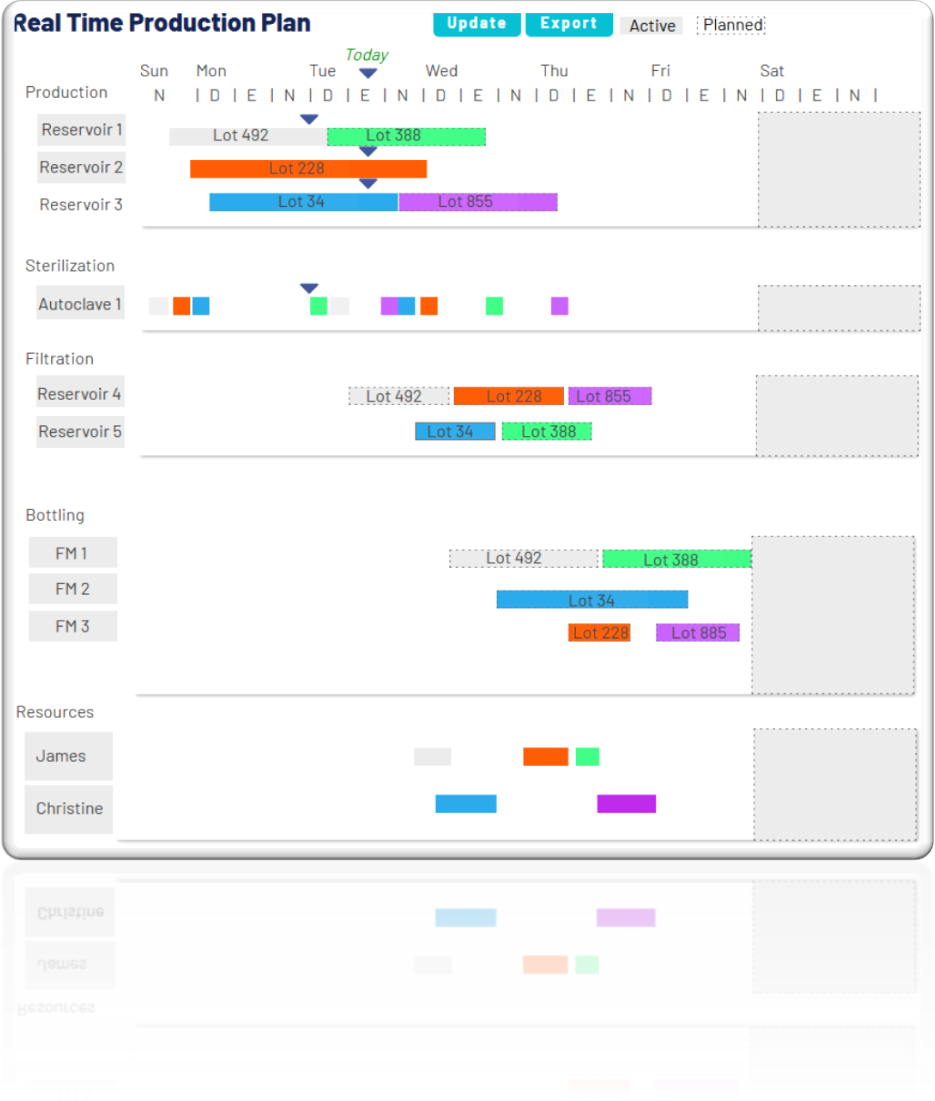 Real Time Production Plan Update Export Active Planned
Today
Sun Mon Tue Wed Thu Fri Sat
Production N | D | E | N | D | E | N | D | E | N | D | E | N | D | E | N | D | E | N |
Reservoir 1 Lot 492 Lot 388
Reservoir 2 Lot 228
Reservoir 3 Lot 34 Lot 855
Sterilization
Autoclave 1
Filtration
Reservoir 4 Lot 492 Lot 228 Lot 855
Reservoir 5 Lot 34 Lot 388
Bottling
FM 1 Lot 492 Lot 388
FM 2 Lot 34
FM 3 Lot 228 Lot 885
Resources
James
Christine
Christine
James
Resources